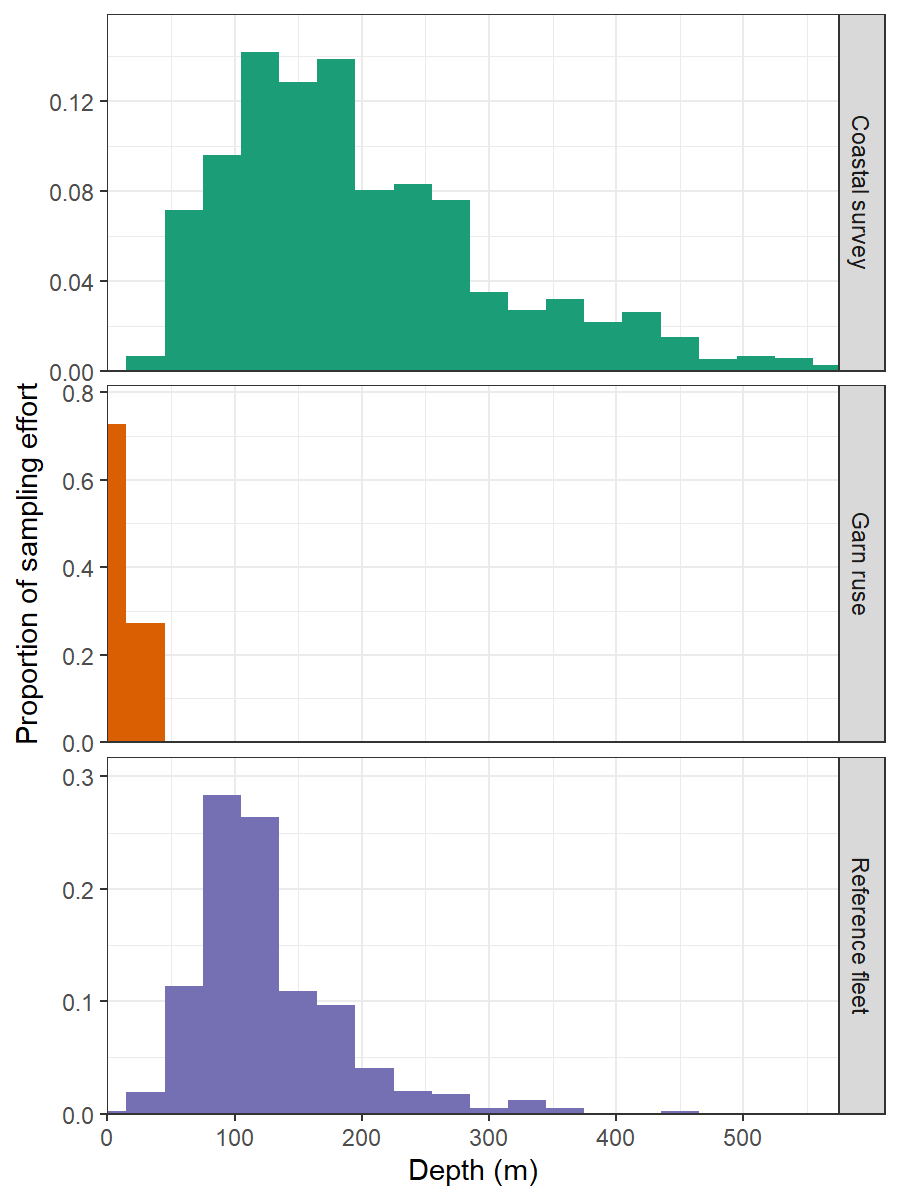 0.12
0.08
0.04
0.00
Coastal survey
0.8
0.6
0.4
0.2
0.0
Garn ruse
Proportion of sampling effort
0.3
0.2
0.1
0.0
Reference fleet
0 100 200 300 400 500
Depth (m)